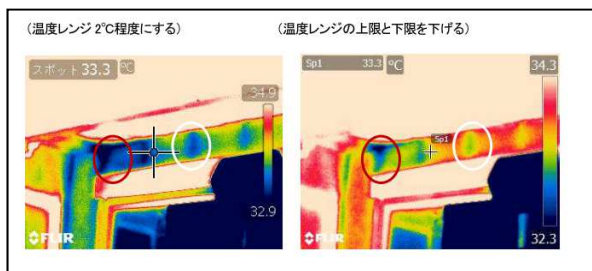 （温度レンジ 2℃程度にする）
（温度レンジの上限と下限を下げる）
スポット 33.3 ℃
34.9
32.9
FLIR
Sp1 33.3 ℃
34.3
Sp1
32.3
FLIR